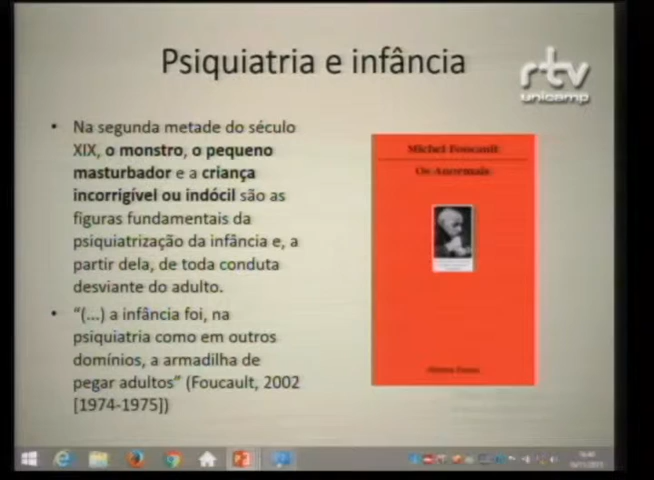 Psiquiatria e infância
rtv
unicamp
• Na segunda metade do século
XIX, o monstro, o pequeno
masturbador e a criança
incorrigível ou indócil são as
figuras fundamentais da
psiquiatrização da infância e, a
partir dela, de toda conduta
desviante do adulto.
• "(...) a infância foi, na
psiquiatria como em outros
domínios, a armadilha de
pegar adultos" (Foucault, 2002
[1974-1975])
Michel Foucault
Os Anormais